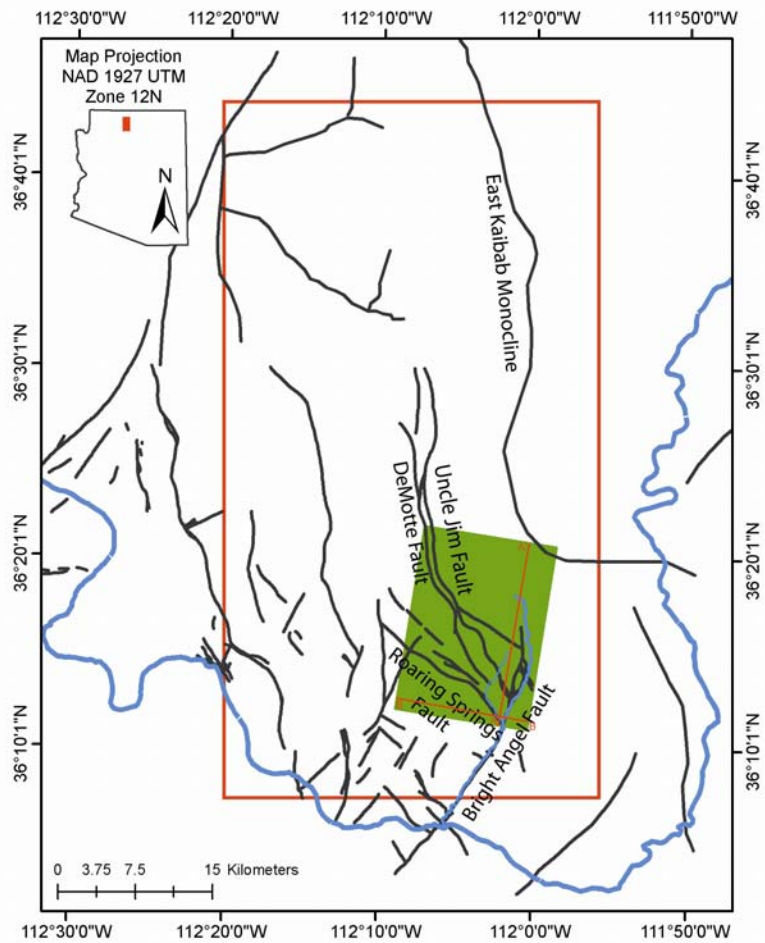 112°30'0"W 112°20'0"W 112°10'0"W 112°0'0"W 111°50'0"W
Map Projection
NAD 1927 UTM
Zone 12N
N
36°40'1"N
36°40'1"N
East Kaibab Monocline
36°30'1"N
36°30'1"N
DeMotte Fault
Uncle Jim Fault
36°20'1"N
36°20'1"N
Roaring Springs
Fault
Bright Angel Fault
36°10'1"N
36°10'1"N
0 3.75 7.5 15 Kilometers
112°30'0"W 112°20'0"W 112°10'0"W 112°0'0"W 111°50'0"W